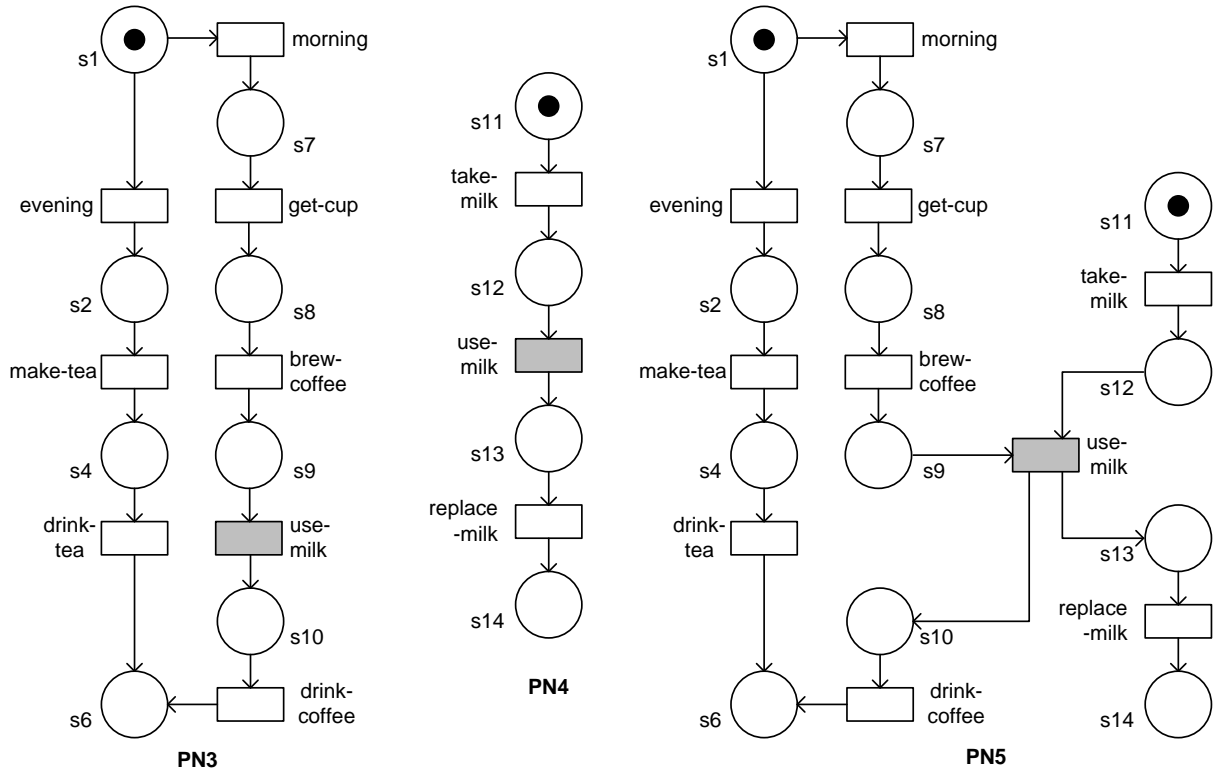 s1
morning
s7
evening
get-cup
s2
s8
make-tea
brew-
coffee
s4
s9
drink-
tea
use-
milk
s10
s6
drink-
coffee
PN3
s11
take-
milk
s12
use-
milk
s13
replace
-milk
s14
PN4
s1
morning
s7
evening
get-cup
s2
s8
make-tea
brew-
coffee
s4
s9
drink-
tea
s10
s6
drink-
coffee
s11
take-
milk
s12
use-
milk
s13
replace
-milk
s14
PN5